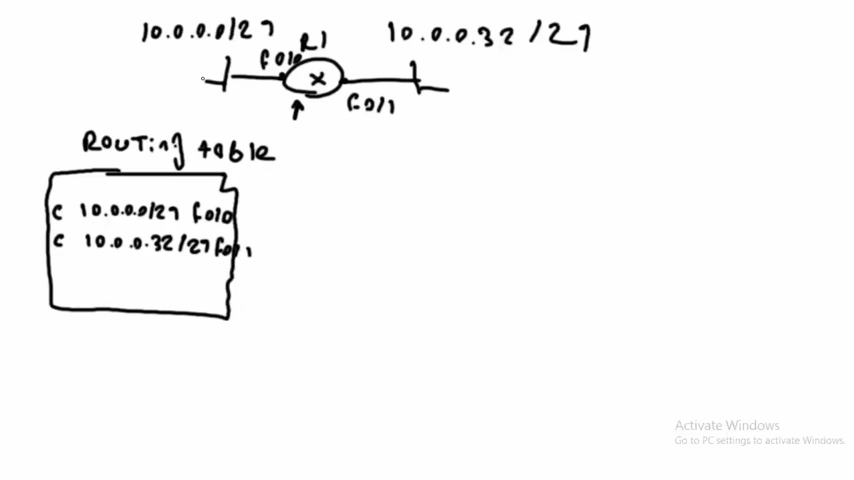 10.0.0.0/27
R1
10.0.0.32 /27
f0/0
f0/1
Routing table
C 10.0.0.0/27 f0/0
C 10.0.0.32/27 f0/1
Activate Windows
Go to PC settings to activate Windows.